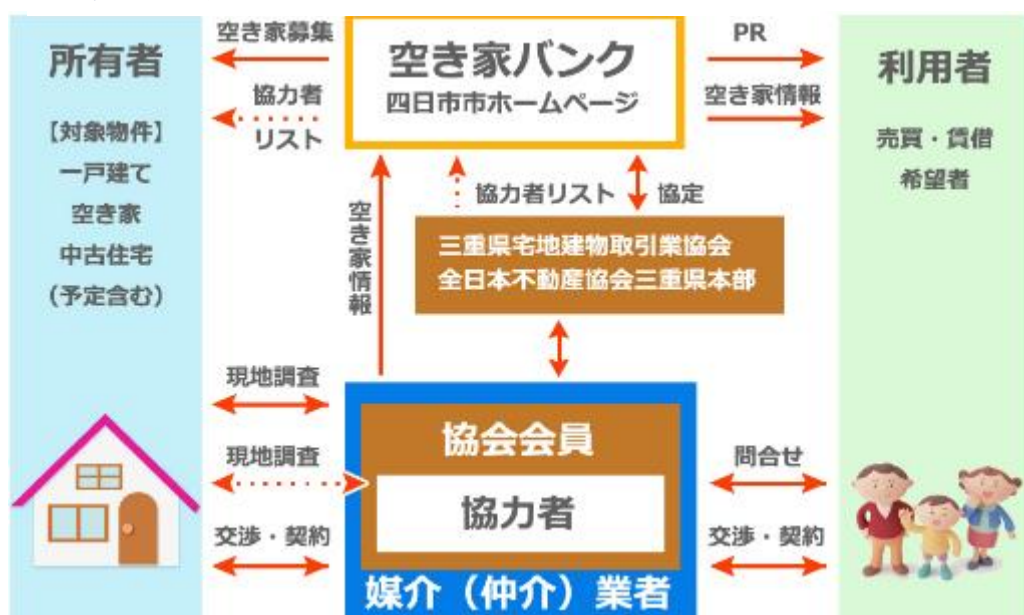 所有者
【対象物件】
一戸建て
空き家
中古住宅
(予定含む)
空き家募集
協力者
リスト
空き家バンク
四日市市ホームページ
PR
空き家情報
利用者
売買・賃借
希望者
空き家情報
協力者リスト
協定
三重県宅地建物取引業協会
全日本不動産協会三重県本部
現地調査
現地調査
交渉・契約
協会会員
協力者
媒介（仲介）業者
問合せ
交渉・契約